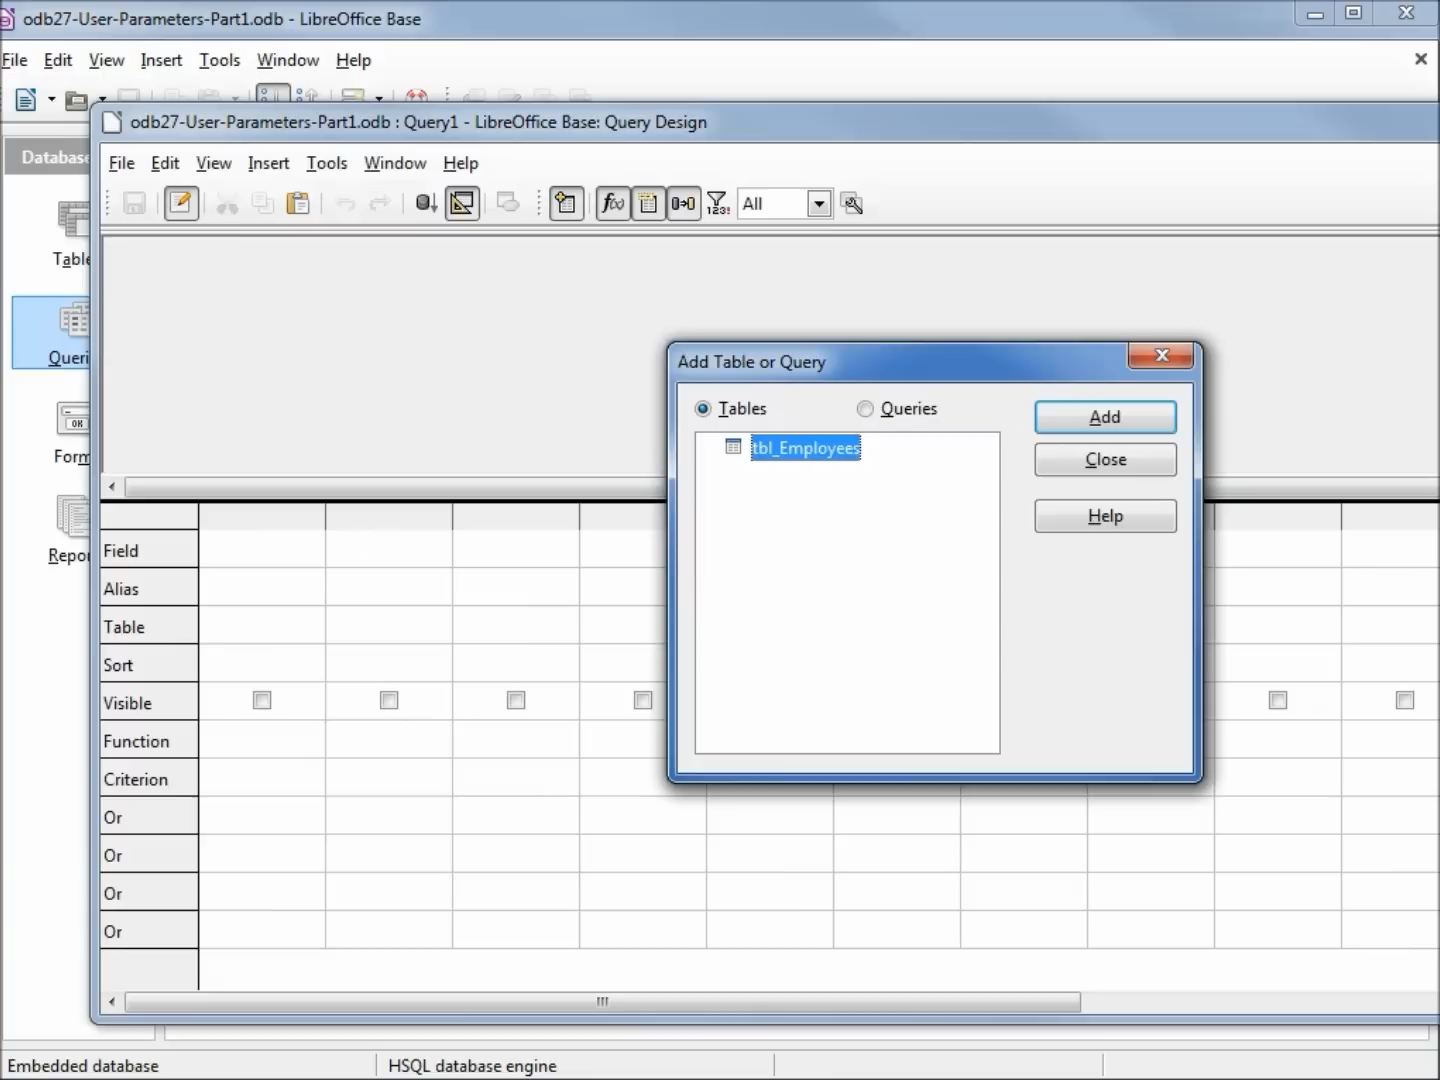 odb27-User-Parameters-Part1.odb - LibreOffice Base
File Edit View Insert Tools Window Help
odb27-User-Parameters-Part1.odb : Query1 - LibreOffice Base: Query Design
Database
File Edit View Insert Tools Window Help
f(x) 123! All
Table
Queri
OK
Form
Repor
Add Table or Query
Tables Queries
tbl_Employees
Add
Close
Help
Field
Alias
Table
Sort
Visible
Function
Criterion
Or
Or
Or
Or
Embedded database HSQL database engine